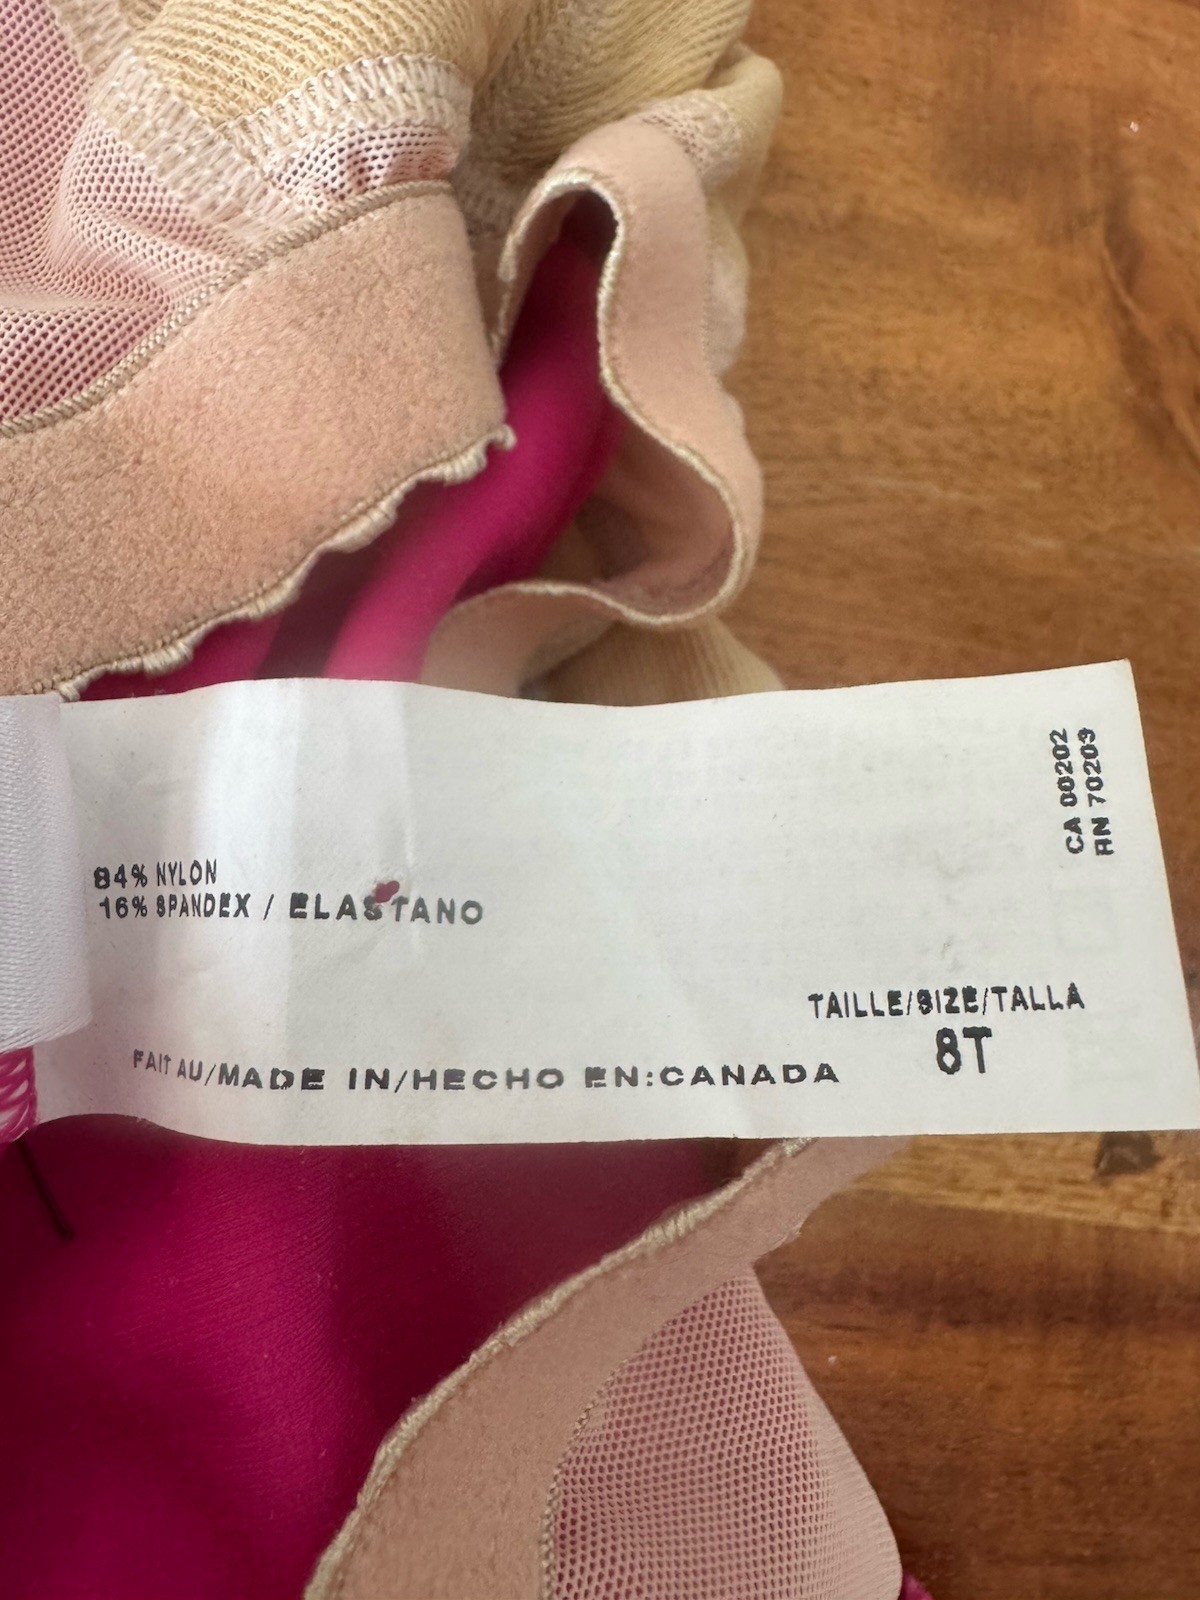 CA 00202
RN 70209
84% NYLON
16% SPANDEX / ELASTANO
TAILLE/SIZE/TALLA
8T
FAIT AU/MADE IN/HECHO EN:CANADA